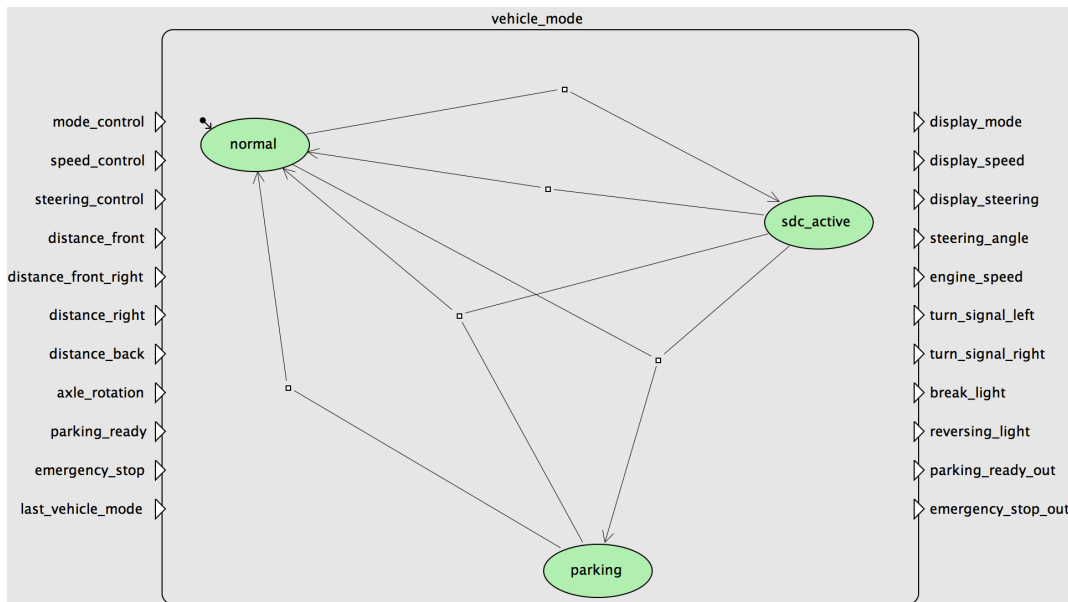 vehicle_mode
mode_control
speed_control
steering_control
distance_front
distance_front_right
distance_right
distance_back
axle_rotation
parking_ready
emergency_stop
last_vehicle_mode
normal
sdc_active
parking
display_mode
display_speed
display_steering
steering_angle
engine_speed
turn_signal_left
turn_signal_right
break_light
reversing_light
parking_ready_out
emergency_stop_out